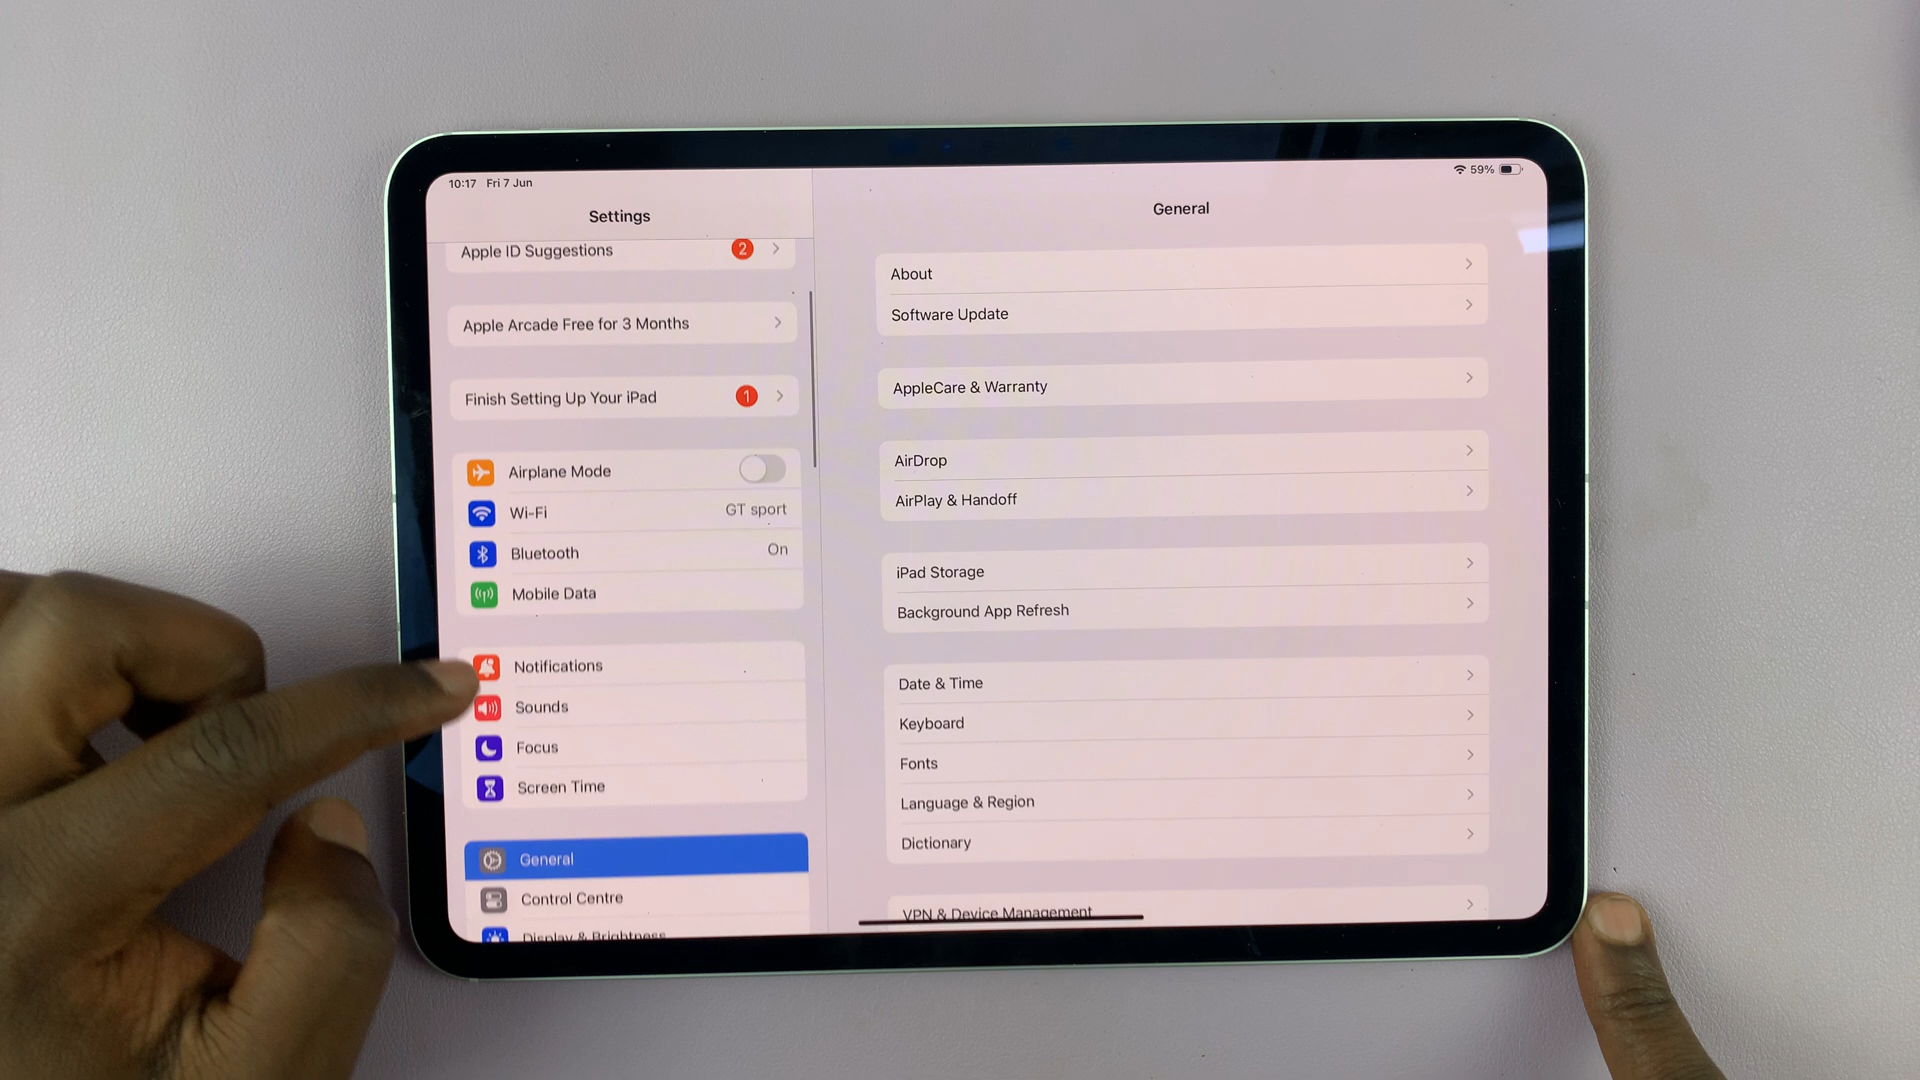 10:17 Fri 7 Jun
59%
Settings
Apple ID Suggestions 2
Apple Arcade Free for 3 Months
Finish Setting Up Your iPad 1
Airplane Mode
Wi-Fi GT sport
Bluetooth On
Mobile Data
Notifications
Sounds
Focus
Screen Time
General
Control Centre
Display & Brightness
General
About
Software Update
AppleCare & Warranty
AirDrop
AirPlay & Handoff
iPad Storage
Background App Refresh
Date & Time
Keyboard
Fonts
Language & Region
Dictionary
VPN & Device Management